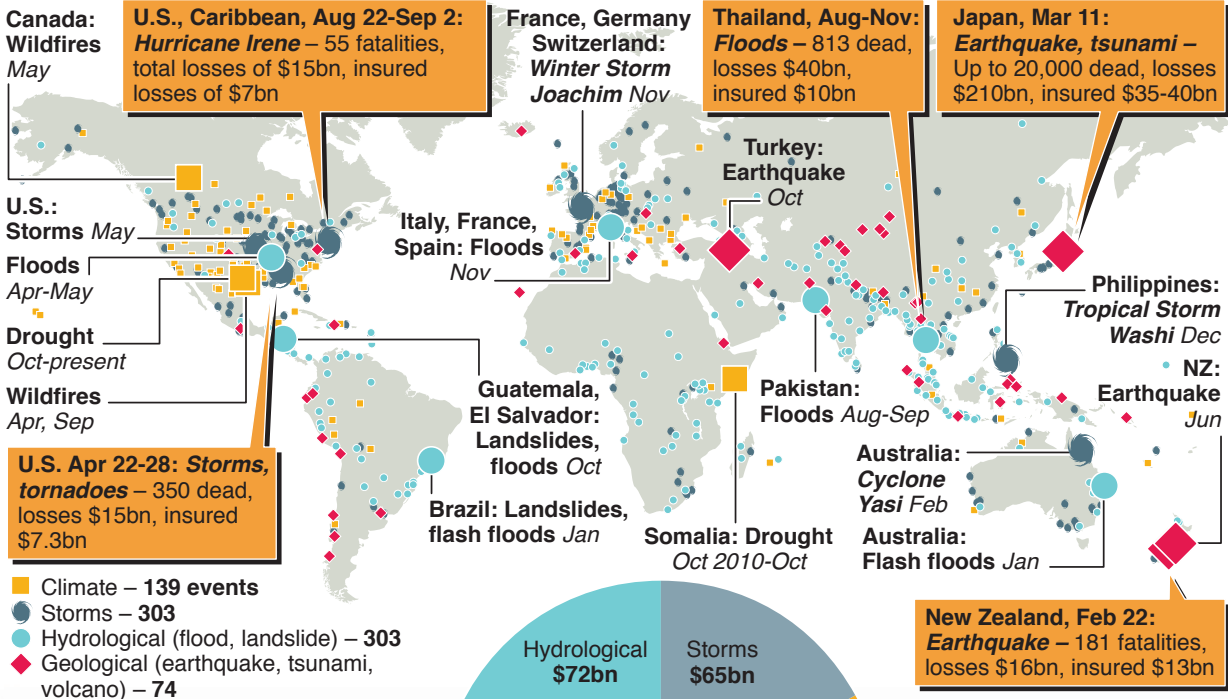 Canada:
Wildfires
May
U.S., Caribbean, Aug 22-Sep 2:
Hurricane Irene – 55 fatalities,
total losses of $15bn, insured
losses of $7bn
France, Germany
Switzerland:
Winter Storm
Joachim Nov
Thailand, Aug-Nov:
Floods – 813 dead,
losses $40bn,
insured $10bn
Japan, Mar 11:
Earthquake, tsunami –
Up to 20,000 dead, losses
$210bn, insured $35-40bn
Turkey:
Earthquake
Oct
U.S.:
Storms May
Floods
Apr-May
Drought
Oct-present
Wildfires
Apr, Sep
Italy, France,
Spain: Floods
Nov
Philippines:
Tropical Storm
Washi Dec
NZ:
Earthquake
Jun
Guatemala,
El Salvador:
Landslides,
floods Oct
Pakistan:
Floods Aug-Sep
U.S. Apr 22-28: Storms,
tornadoes – 350 dead,
losses $15bn, insured
$7.3bn
Brazil: Landslides,
flash floods Jan
Somalia: Drought
Oct 2010-Oct
Australia:
Cyclone
Yasi Feb
Australia:
Flash floods Jan
Climate – 139 events
Storms – 303
Hydrological (flood, landslide) – 303
Geological (earthquake, tsunami,
volcano) – 74
Hydrological
$72bn
Storms
$65bn
New Zealand, Feb 22:
Earthquake – 181 fatalities,
losses $16bn, insured $13bn